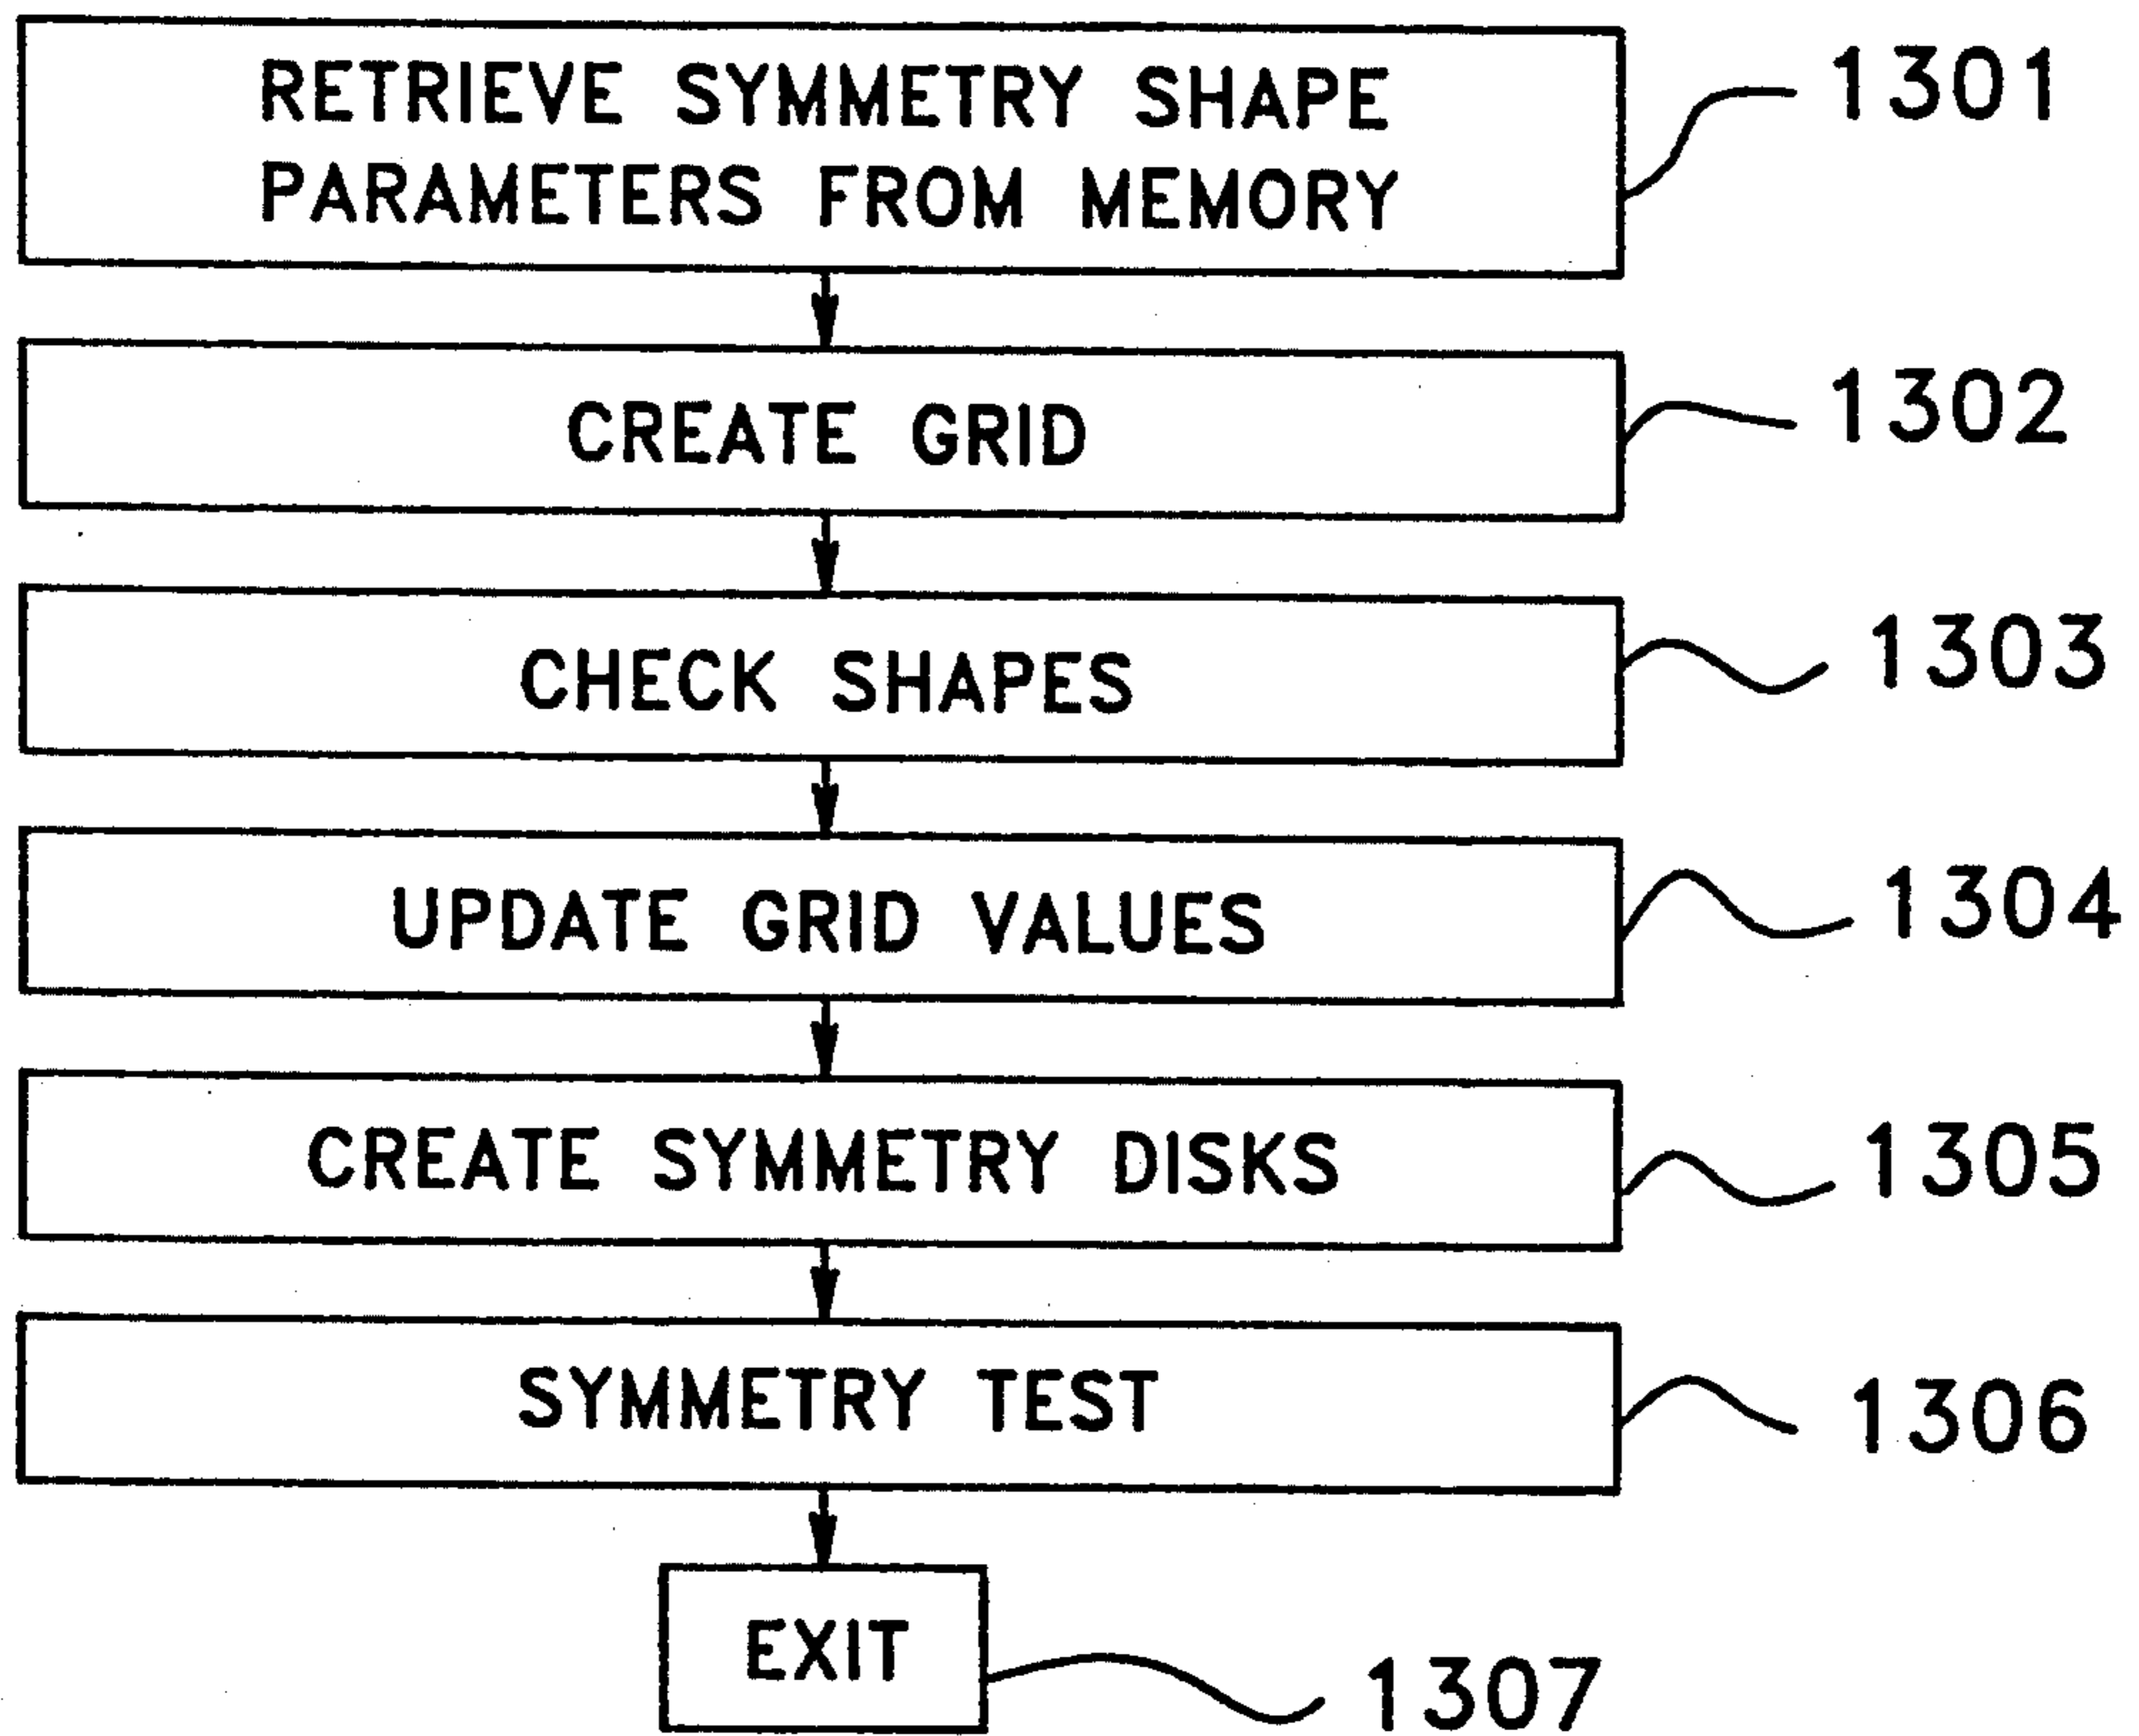 RETRIEVE SYMMETRY SHAPE
PARAMETERS FROM MEMORY
1301
CREATE GRID
1302
CHECK SHAPES
1303
UPDATE GRID VALUES
1304
CREATE SYMMETRY DISKS
1305
SYMMETRY TEST
1306
EXIT
1307